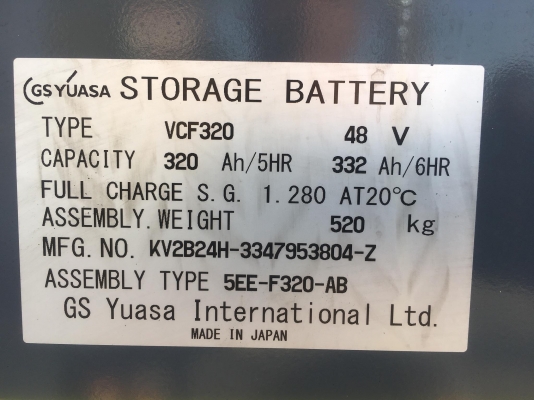 GS YUASA STORAGE BATTERY
TYPE VCF320 48 V
CAPACITY 320 Ah/5HR 332 Ah/6HR
FULL CHARGE S.G. 1.280 AT20℃
ASSEMBLY.WEIGHT 520 kg
MFG.NO. KV2B24H-3347953804-Z
ASSEMBLY TYPE 5EE-F320-AB
GS Yuasa International Ltd.
MADE IN JAPAN